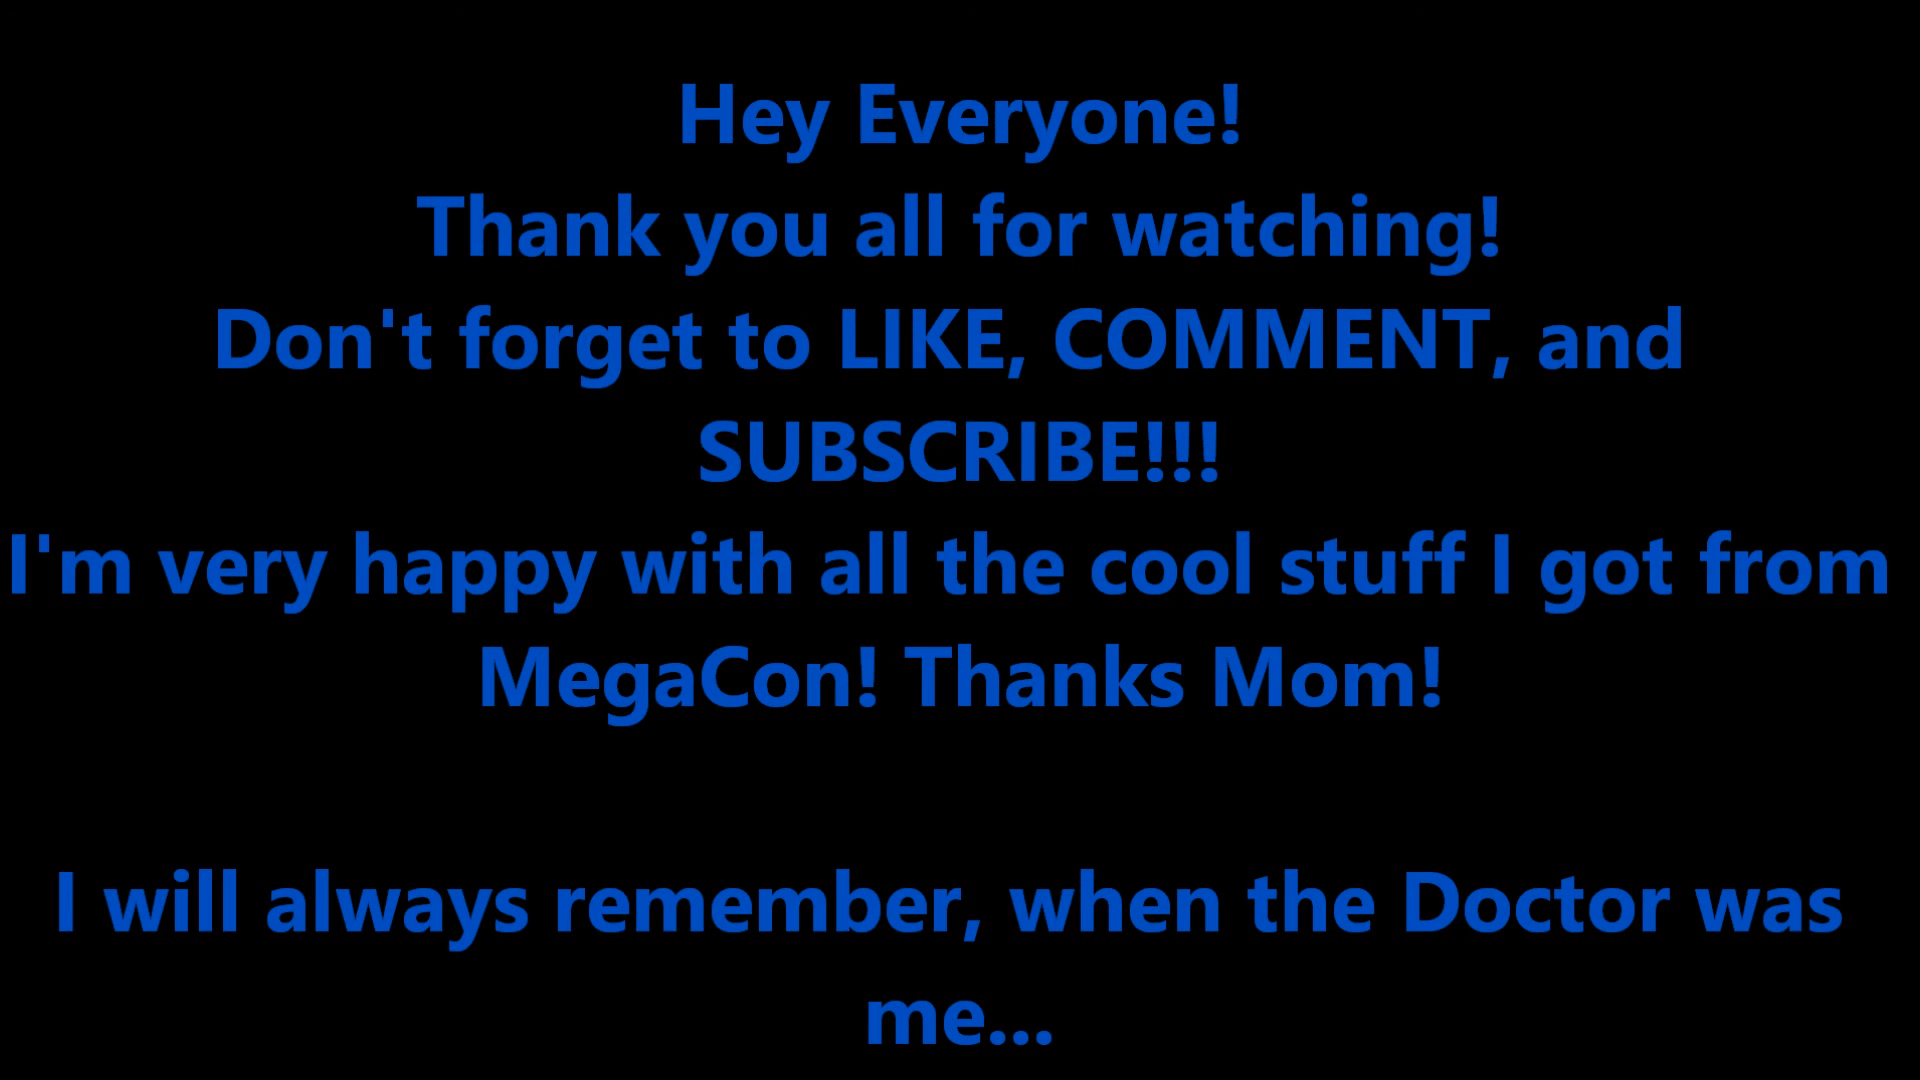 Hey Everyone!
Thank you all for watching!
Don't forget to LIKE, COMMENT, and
SUBSCRIBE!!!
I'm very happy with all the cool stuff I got from
MegaCon! Thanks Mom!
I will always remember, when the Doctor was
me...